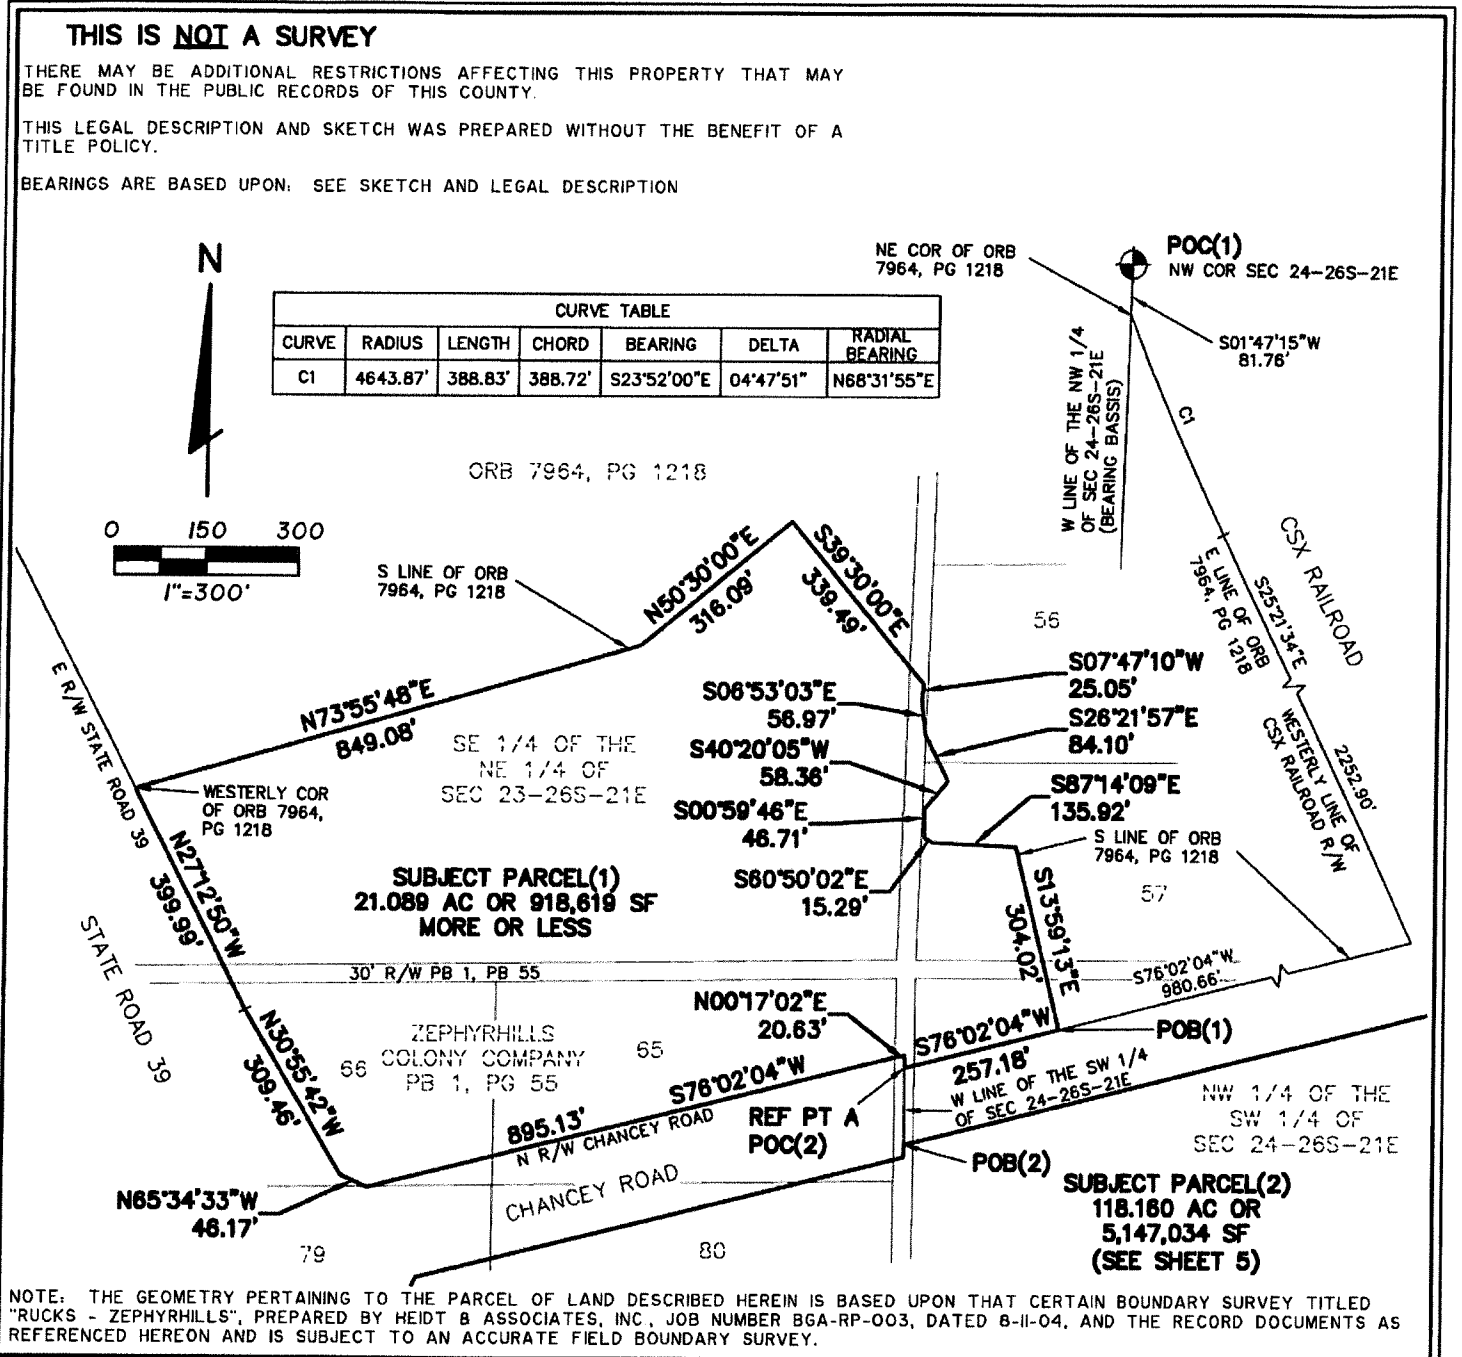 THIS IS NOT A SURVEY
THERE MAY BE ADDITIONAL RESTRICTIONS AFFECTING THIS PROPERTY THAT MAY
BE FOUND IN THE PUBLIC RECORDS OF THIS COUNTY.
THIS LEGAL DESCRIPTION AND SKETCH WAS PREPARED WITHOUT THE BENEFIT OF A
TITLE POLICY.
BEARINGS ARE BASED UPON: SEE SKETCH AND LEGAL DESCRIPTION
N
NE COR OF ORB
7964, PG 1218
POC(1)
NW COR SEC 24-26S-21E
CURVE TABLE
CURVE RADIUS LENGTH CHORD BEARING DELTA RADIAL BEARING
C1 4643.87' 388.83' 388.72' S23°52'00"E 04°47'51" N68°31'55"E
S01°47'15"W
81.76'
W LINE OF THE NW 1/4
OF SEC 24-26S-21E
(BEARING BASSIS)
C1
ORB 7964, PG 1218
0 150 300
1"=300'
S LINE OF ORB
7964, PG 1218
N50°30'00"E
316.09'
S39°30'00"E
339.49'
CSX RAILROAD
E LINE OF ORB
7964, PG 1218
S25°21'34"E
2252.90'
WESTERLY LINE OF
CSX RAILROAD R/W
56
S07°47'10"W
25.05'
S06°53'03"E
56.97'
S26°21'57"E
84.10'
S40°20'05"W
58.36'
S87°14'09"E
135.92'
S00°59'46"E
46.71'
S LINE OF ORB
7964, PG 1218
S60°50'02"E
15.29'
57
E R/W STATE ROAD 39
N73°55'48"E
849.08'
SE 1/4 OF THE
NE 1/4 OF
SEC 23-26S-21E
WESTERLY COR
OF ORB 7964,
PG 1218
N27°12'50"W
399.99'
SUBJECT PARCEL(1)
21.089 AC OR 918,619 SF
MORE OR LESS
S13°59'13"E
304.02'
STATE ROAD 39
30' R/W PB 1, PB 55
S76°02'04"W
980.66'
N00°17'02"E
20.63'
S76°02'04"W
257.18'
POB(1)
N30°55'42"W
309.46'
66
ZEPHYRHILLS
COLONY COMPANY
PB 1, PG 55
65
S76°02'04"W
895.13'
N R/W CHANCEY ROAD
W LINE OF THE SW 1/4
OF SEC 24-26S-21E
REF PT A
POC(2)
NW 1/4 OF THE
SW 1/4 OF
SEC 24-26S-21E
POB(2)
N65°34'33"W
46.17'
CHANCEY ROAD
SUBJECT PARCEL(2)
118.160 AC OR
5,147,034 SF
(SEE SHEET 5)
79
80
NOTE: THE GEOMETRY PERTAINING TO THE PARCEL OF LAND DESCRIBED HEREIN IS BASED UPON THAT CERTAIN BOUNDARY SURVEY TITLED
"RUCKS - ZEPHYRHILLS", PREPARED BY HEIDT & ASSOCIATES, INC., JOB NUMBER BGA-RP-003, DATED 8-11-04, AND THE RECORD DOCUMENTS AS
REFERENCED HEREON AND IS SUBJECT TO AN ACCURATE FIELD BOUNDARY SURVEY.